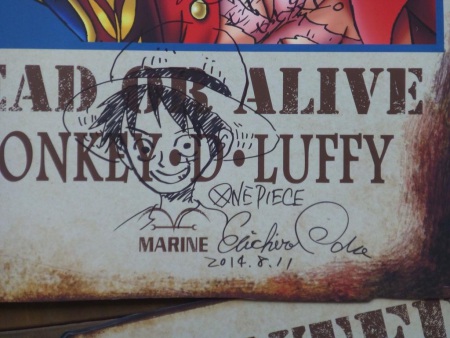 EAD OR ALIVE
ONKEY•D•LUFFY
ONE PIECE
MARINE Eiichiro Oda
2014.8.11